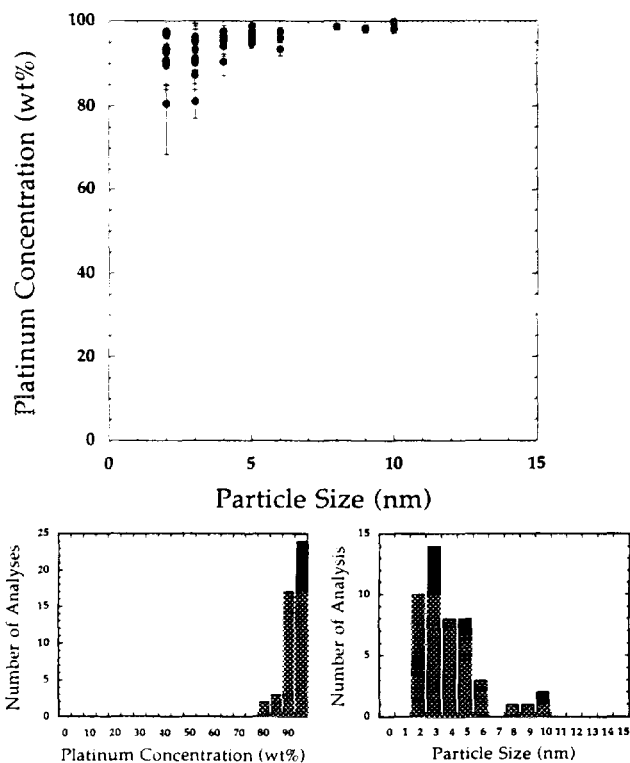 100
80
60
40
20
0
Platinum Concentration (wt%)
0 5 10 15
Particle Size (nm)
25
20
15
10
5
0
Number of Analyses
0 10 20 30 40 50 60 70 80 90
Platinum Concentration (wt%)
15
10
5
0
Number of Analysis
0 1 2 3 4 5 6 7 8 9 10 11 12 13 14 15
Particle Size (nm)